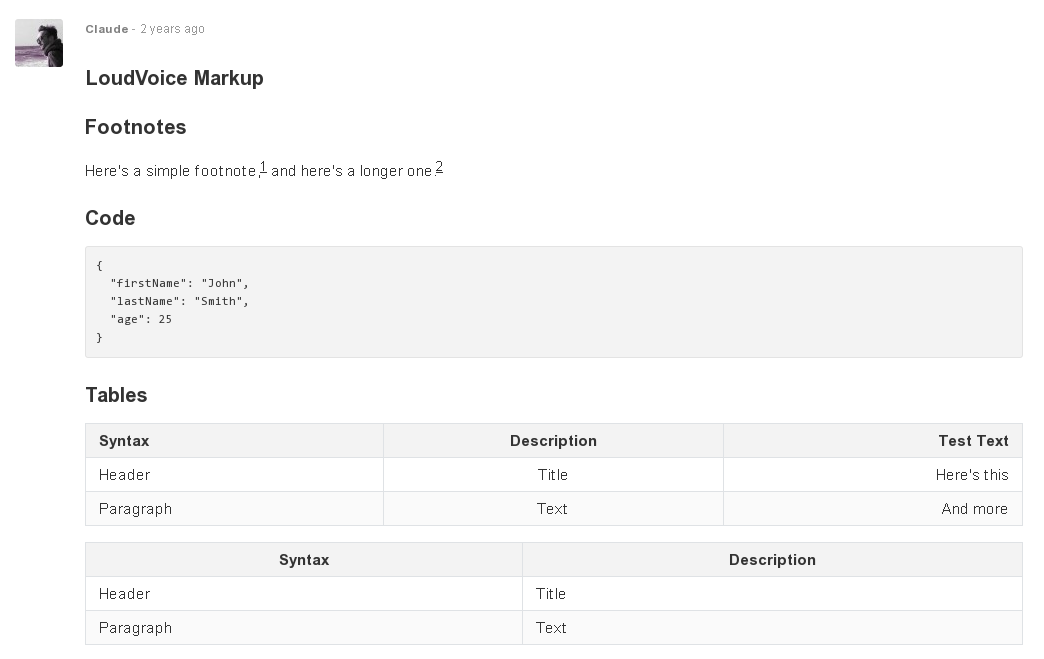 Claude - 2 years ago
LoudVoice Markup
Footnotes
Here's a simple footnote,1 and here's a longer one.2
Code
{
  "firstName": "John",
  "lastName": "Smith",
  "age": 25
}
Tables
Syntax Description Test Text
Header Title Here's this
Paragraph Text And more
Syntax Description
Header Title
Paragraph Text